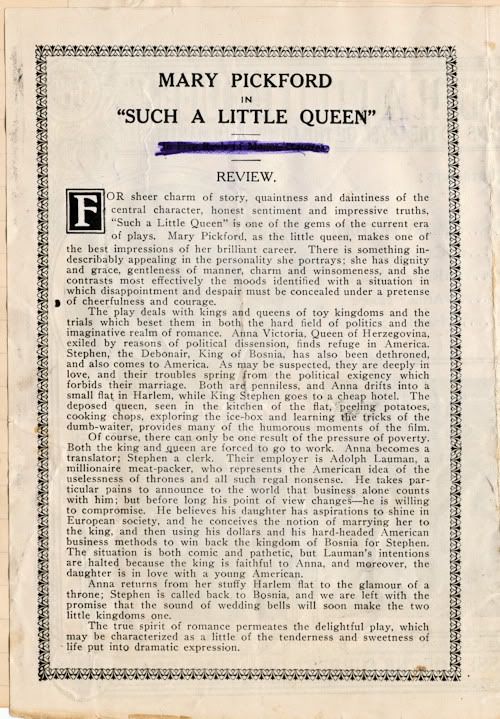 MARY PICKFORD
IN
"SUCH A LITTLE QUEEN"
REVIEW.
FOR sheer charm of story, quaintness and daintiness of the
central character, honest sentiment and impressive truths,
"Such a Little Queen" is one of the gems of the current era
of plays. Mary Pickford, as the little queen, makes one of
the best impressions of her brilliant career. There is something in-
describably appealing in the personality she portrays; she has dignity
and grace, gentleness of manner, charm and winsomeness, and she
contrasts most effectively the moods identified with a situation in
which disappointment and despair must be concealed under a pretense
of cheerfulness and courage.
The play deals with kings and queens of toy kingdoms and the
trials which beset them in both the hard field of politics and the
imaginative realm of romance. Anna Victoria, Queen of Herzegovina,
exiled by reasons of political dissension, finds refuge in America.
Stephen, the Debonair, King of Bosnia, has also been dethroned,
and also comes to America. As may be suspected, they are deeply in
love, and their troubles spring from the political exigency which
forbids their marriage. Both are penniless, and Anna drifts into a
small flat in Harlem, while King Stephen goes to a cheap hotel. The
deposed queen, seen in the kitchen of the flat, peeling potatoes,
cooking chops, exploring the ice-box and learning the tricks of the
dumb-waiter, provides many of the humorous moments of the film.
Of course, there can only be one result of the pressure of poverty.
Both the king and queen are forced to go to work. Anna becomes a
translator; Stephen a clerk. Their employer is Adolph Lauman, a
millionaire meat-packer, who represents the American idea of the
uselessness of thrones and all such regal nonsense. He takes par-
ticular pains to announce to the world that business alone counts
with him; but before long his point of view changes—he is willing
to compromise. He believes his daughter has aspirations to shine in
European society, and he conceives the notion of marrying her to
the king, and then using his dollars and his hard-headed American
business methods to win back the kingdom of Bosnia for Stephen.
The situation is both comic and pathetic, but Lauman's intentions
are halted because the king is faithful to Anna, and moreover, the
daughter is in love with a young American.
Anna returns from her stuffy Harlem flat to the glamour of a
throne; Stephen is called back to Bosnia, and we are left with the
promise that the sound of wedding bells will soon make the two
little kingdoms one.
The true spirit of romance permeates the delightful play, which
may be characterized as a little of the tenderness and sweetness of
life put into dramatic expression.